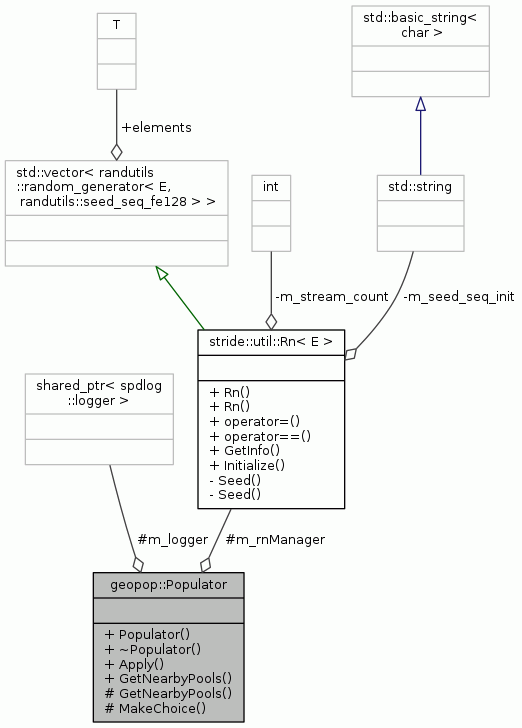 T
std::basic_string<
char >
+elements
std::vector< randutils
::random_generator< E,
randutils::seed_seq_fe128 > >
int
std::string
-m_stream_count
-m_seed_seq_init
stride::util::Rn< E >
+ Rn()
+ Rn()
+ operator=()
+ operator==()
+ GetInfo()
+ Initialize()
- Seed()
- Seed()
shared_ptr< spdlog
::logger >
#m_logger
#m_rnManager
geopop::Populator
+ Populator()
+ ~Populator()
+ Apply()
+ GetNearbyPools()
# GetNearbyPools()
# MakeChoice()